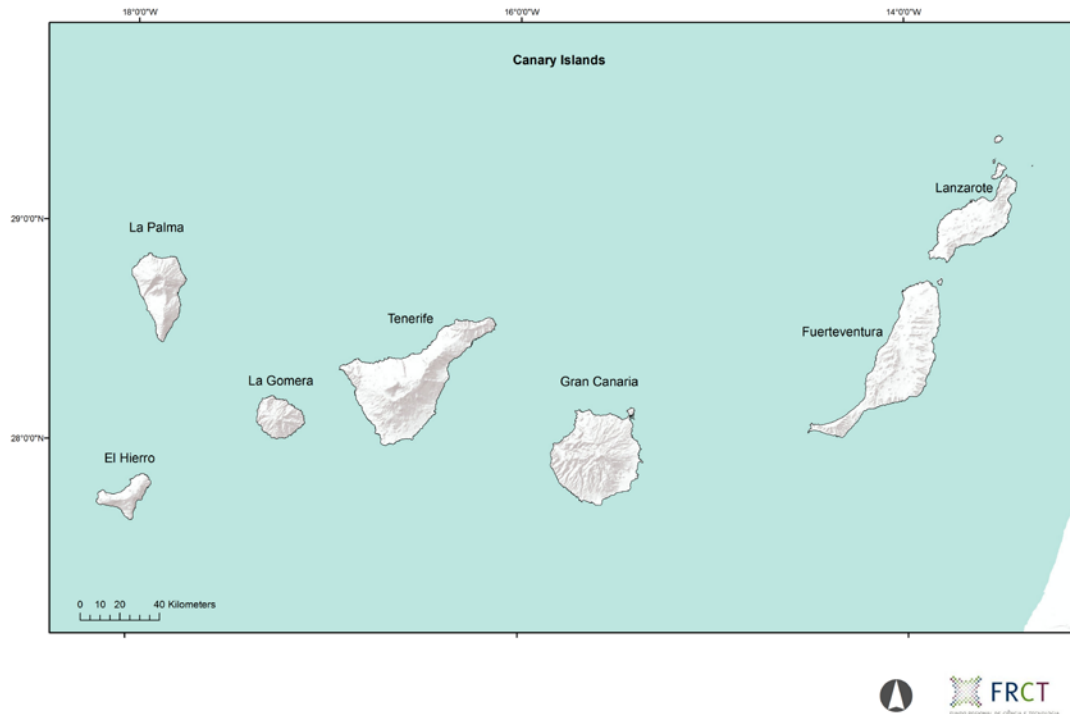 18°0'0"W
16°0'0"W
14°0'0"W
Canary Islands
Lanzarote
29°0'0"N
La Palma
Tenerife
Fuerteventura
La Gomera
Gran Canaria
28°0'0"N
El Hierro
0 10 20 40 Kilometers
FRCT